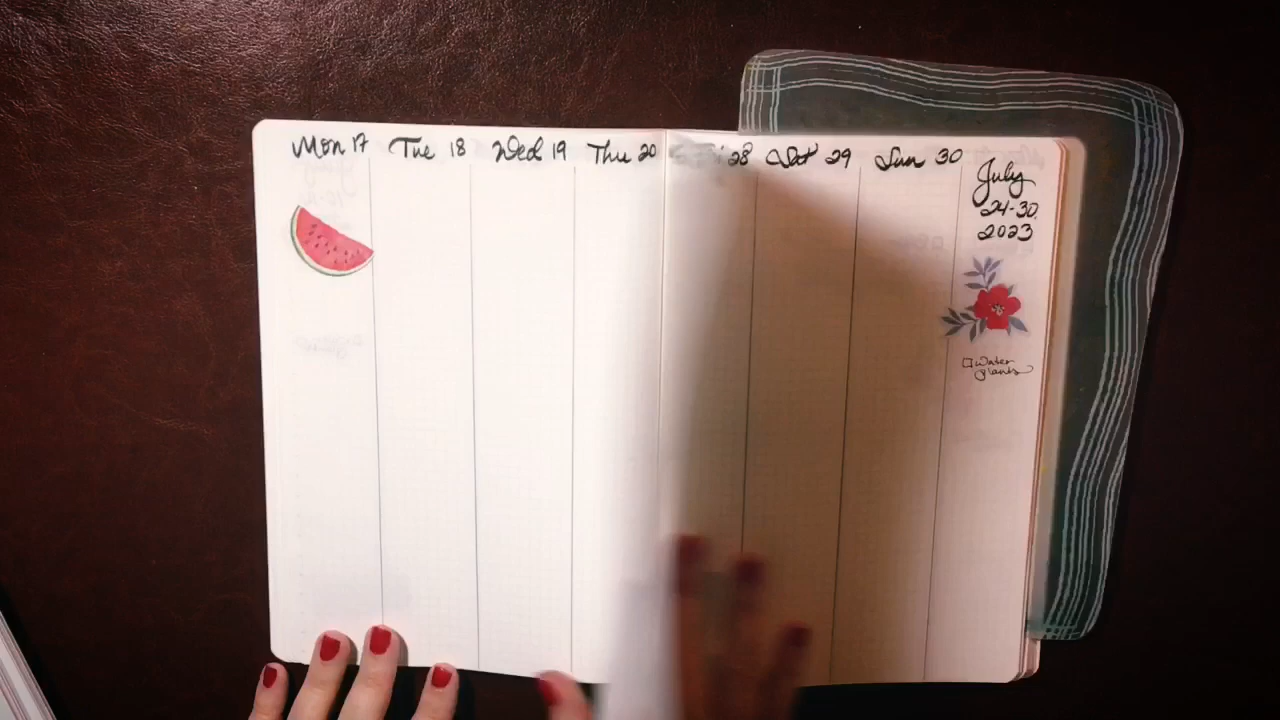 Mon 17 Tue 18 Wed 19 Thu 20
28 Sat 29 Sun 30
July
24-30
2023
Water
plants